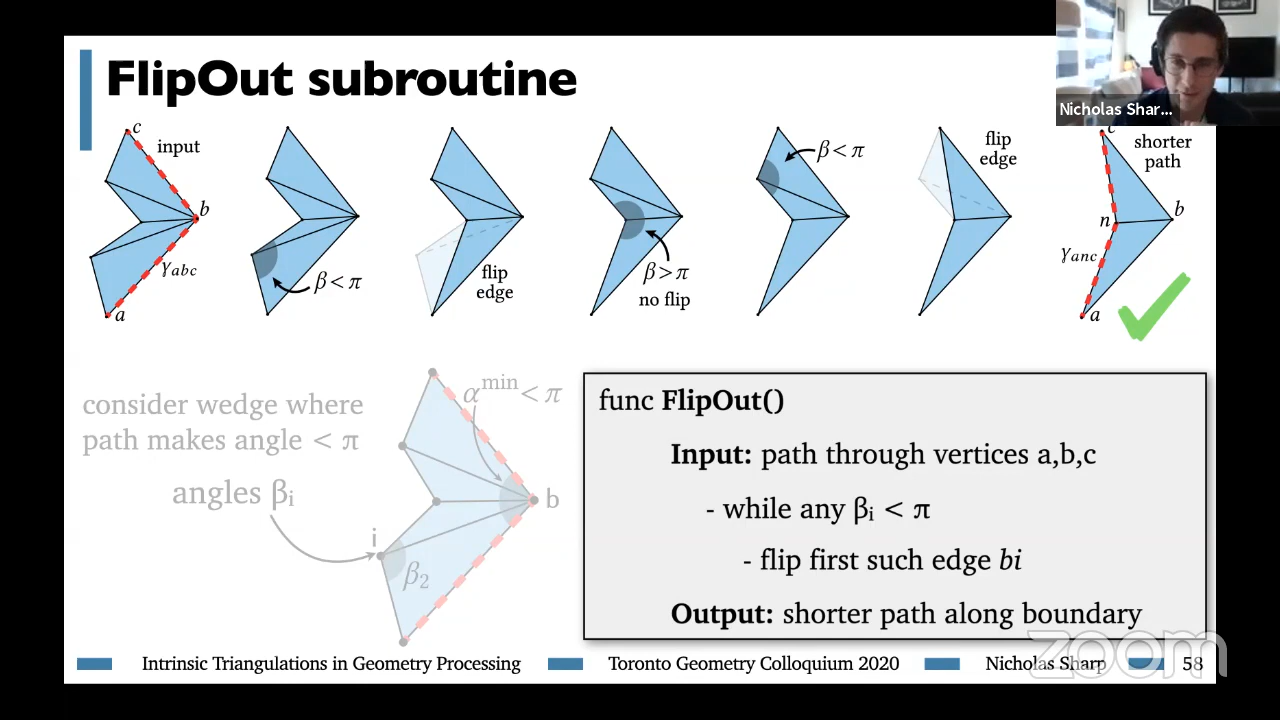 FlipOut subroutine
Nicholas Shar...
c
input
b
γabc
a
β < π
flip
edge
β > π
no flip
β < π
flip
edge
c
shorter
path
n
b
γanc
a
consider wedge where
path makes angle < π
angles βi
αmin < π
b
i
β2
func FlipOut()
Input: path through vertices a,b,c
- while any βi < π
- flip first such edge bi
Output: shorter path along boundary
zoom
Intrinsic Triangulations in Geometry Processing
Toronto Geometry Colloquium 2020
Nicholas Sharp
58